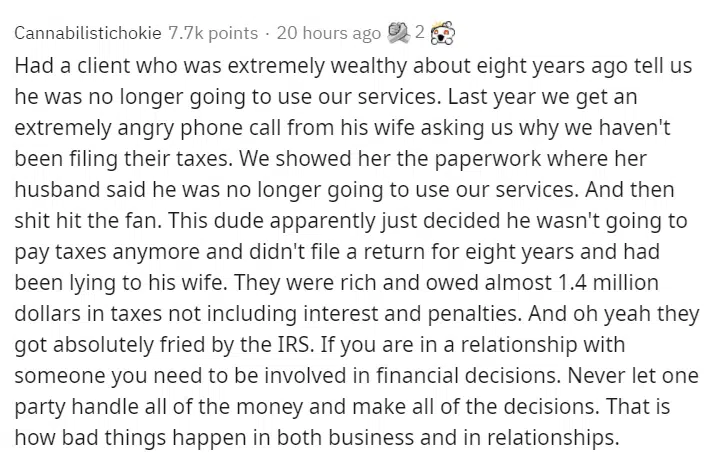 Cannabilistichokie 7.7k points · 20 hours ago 2
Had a client who was extremely wealthy about eight years ago tell us
he was no longer going to use our services. Last year we get an
extremely angry phone call from his wife asking us why we haven't
been filing their taxes. We showed her the paperwork where her
husband said he was no longer going to use our services. And then
shit hit the fan. This dude apparently just decided he wasn't going to
pay taxes anymore and didn't file a return for eight years and had
been lying to his wife. They were rich and owed almost 1.4 million
dollars in taxes not including interest and penalties. And oh yeah they
got absolutely fried by the IRS. If you are in a relationship with
someone you need to be involved in financial decisions. Never let one
party handle all of the money and make all of the decisions. That is
how bad things happen in both business and in relationships.